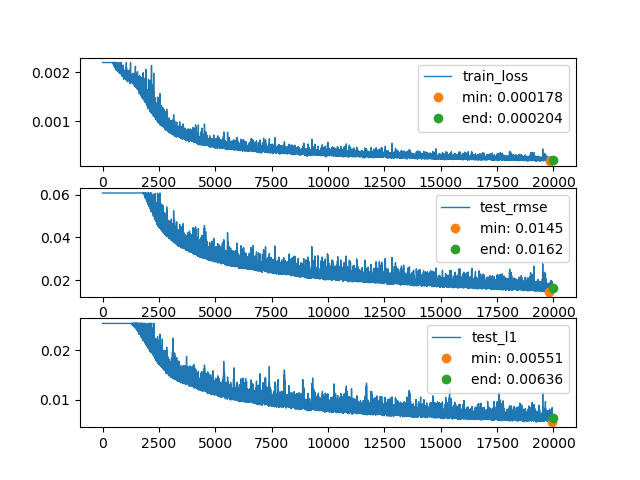 0.002
0.001
train_loss
min: 0.000178
end: 0.000204
0 2500 5000 7500 10000 12500 15000 17500 20000
0.06
0.04
0.02
test_rmse
min: 0.0145
end: 0.0162
0 2500 5000 7500 10000 12500 15000 17500 20000
0.02
0.01
test_l1
min: 0.00551
end: 0.00636
0 2500 5000 7500 10000 12500 15000 17500 20000